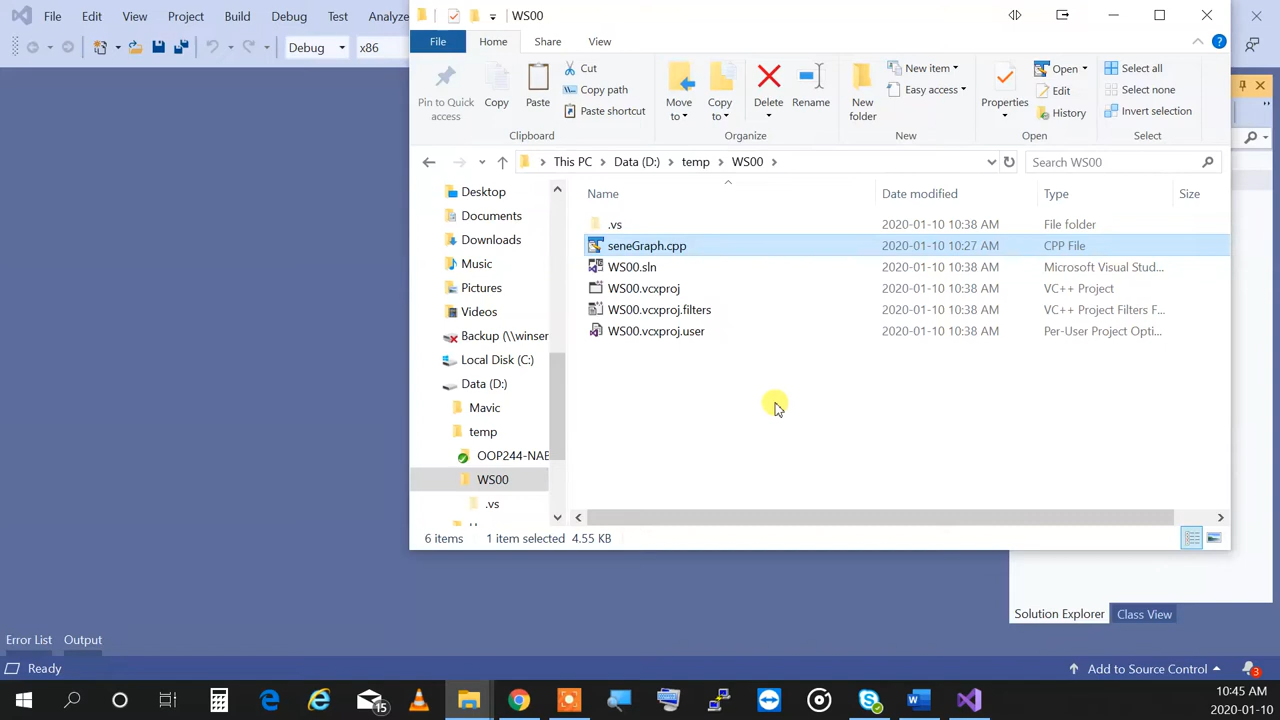 File Edit View Project Build Debug Test Analyze
Debug x86
WS00
File Home Share View
Pin to Quick access
Copy
Paste
Cut
Copy path
Paste shortcut
Move to
Copy to
Delete
Rename
New folder
New item
Easy access
Properties
Open
Edit
History
Select all
Select none
Invert selection
Clipboard Organize New Open Select
This PC Data (D:) temp WS00
Search WS00
Name Date modified Type Size
.vs 2020-01-10 10:38 AM File folder
seneGraph.cpp 2020-01-10 10:27 AM CPP File
WS00.sln 2020-01-10 10:38 AM Microsoft Visual Stud...
WS00.vcxproj 2020-01-10 10:38 AM VC++ Project
WS00.vcxproj.filters 2020-01-10 10:38 AM VC++ Project Filters F...
WS00.vcxproj.user 2020-01-10 10:38 AM Per-User Project Opti...
Desktop
Documents
Downloads
Music
Pictures
Videos
Backup (\\winser
Local Disk (C:)
Data (D:)
Mavic
temp
OOP244-NAE
WS00
.vs
6 items 1 item selected 4.55 KB
Solution Explorer Class View
Error List Output
Ready
Add to Source Control 3
15
10:45 AM
2020-01-10